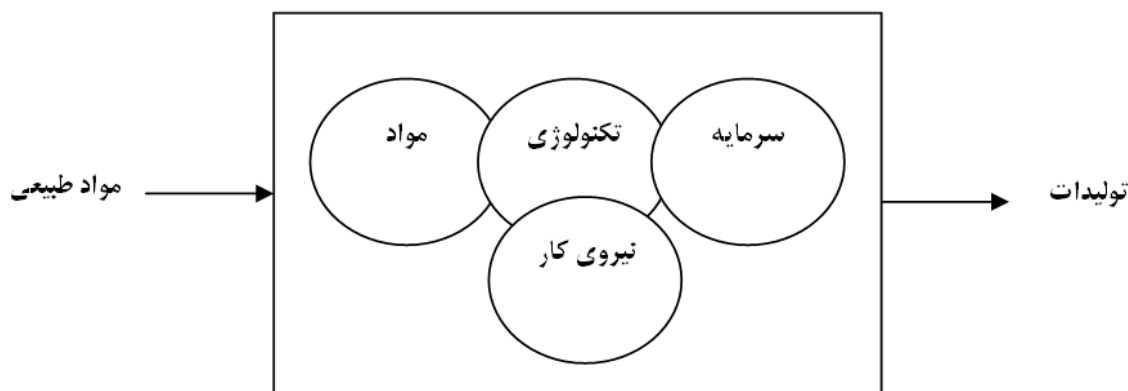 سرمایه
تکنولوژی
مواد
تولیدات
مواد طبیعی
نیروی کار